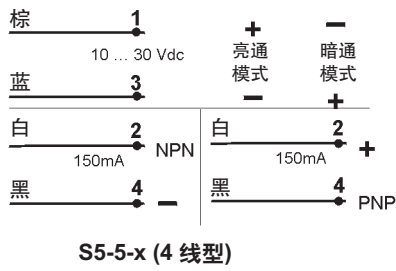 棕 1
10 ... 30 Vdc
蓝 3
+ −
亮通 暗通
模式 模式
− +
白 2
150mA NPN
黑 4 −
白 2
150mA +
黑 4
PNP
S5-5-x (4 线型)